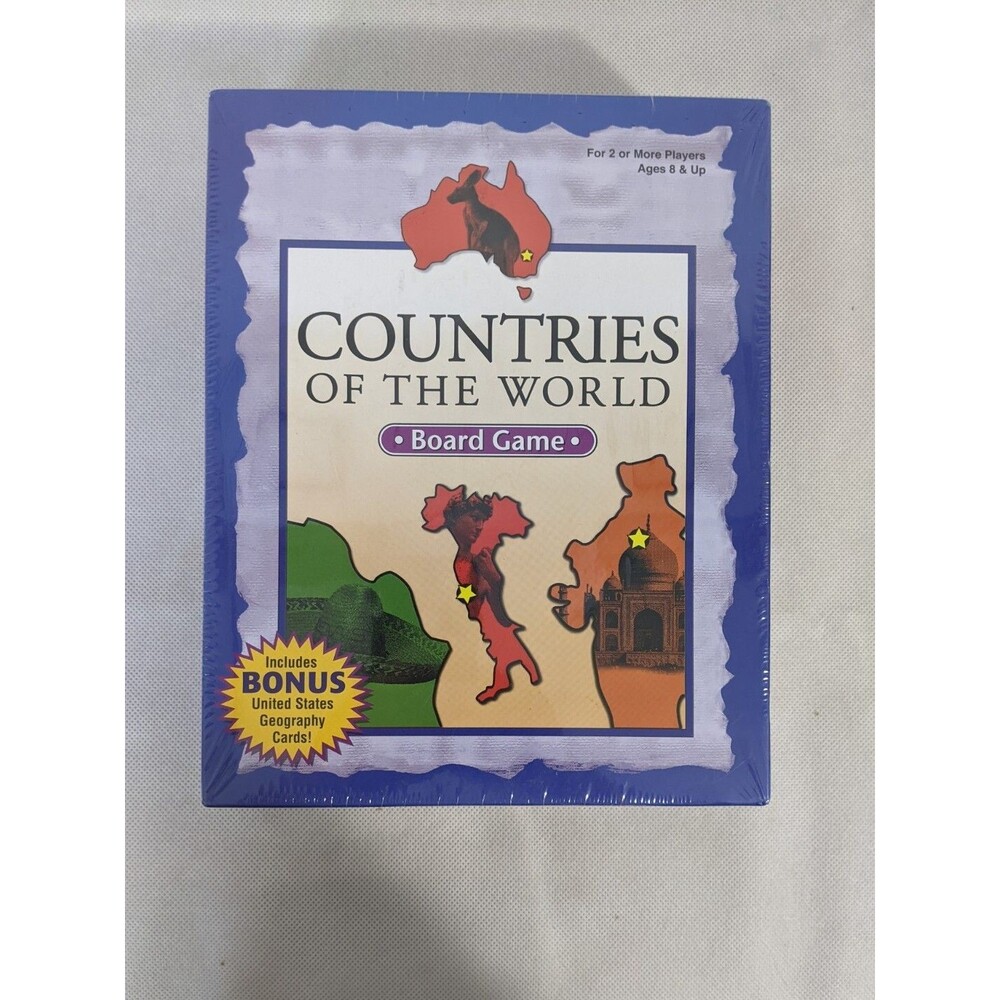 For 2 or More Players
Ages 8 & Up
COUNTRIES
OF THE WORLD
• Board Game •
Includes
BONUS
United States
Geography
Cards!